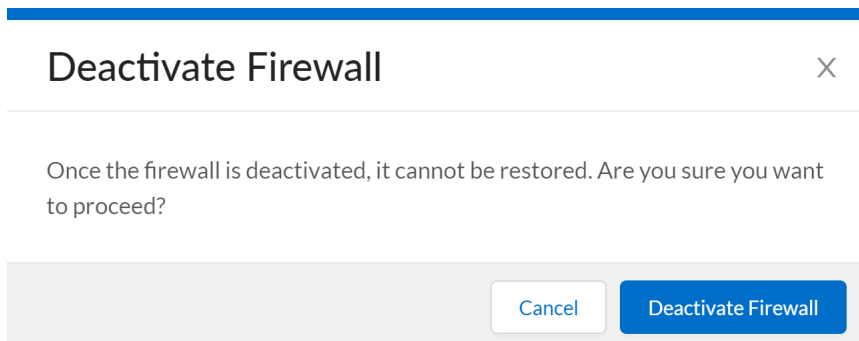 Deactivate Firewall
X
Once the firewall is deactivated, it cannot be restored. Are you sure you want
to proceed?
Cancel Deactivate Firewall